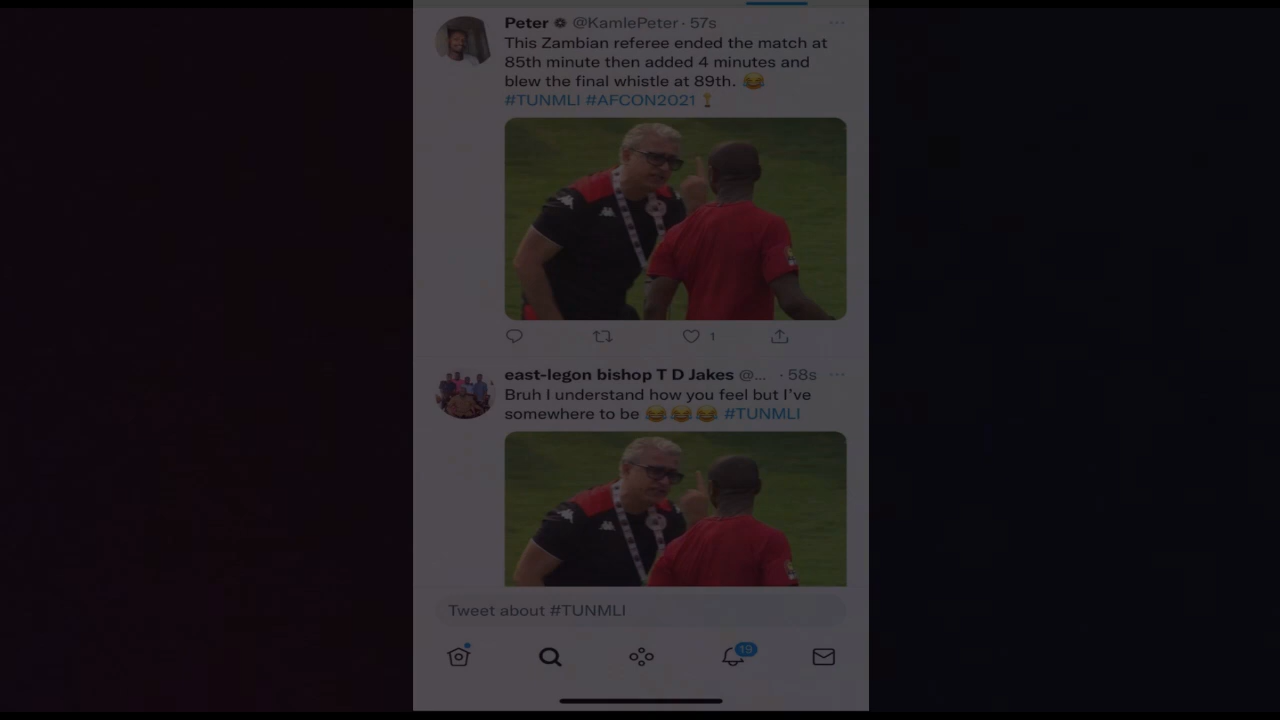 Peter @KamlePeter · 57s
This Zambian referee ended the match at
85th minute then added 4 minutes and
blew the final whistle at 89th. 😂
#TUNMLI #AFCON2021
1
east-legon bishop T D Jakes @... · 58s
Bruh I understand how you feel but I've
somewhere to be 😂😂😂 #TUNMLI
Tweet about #TUNMLI
19